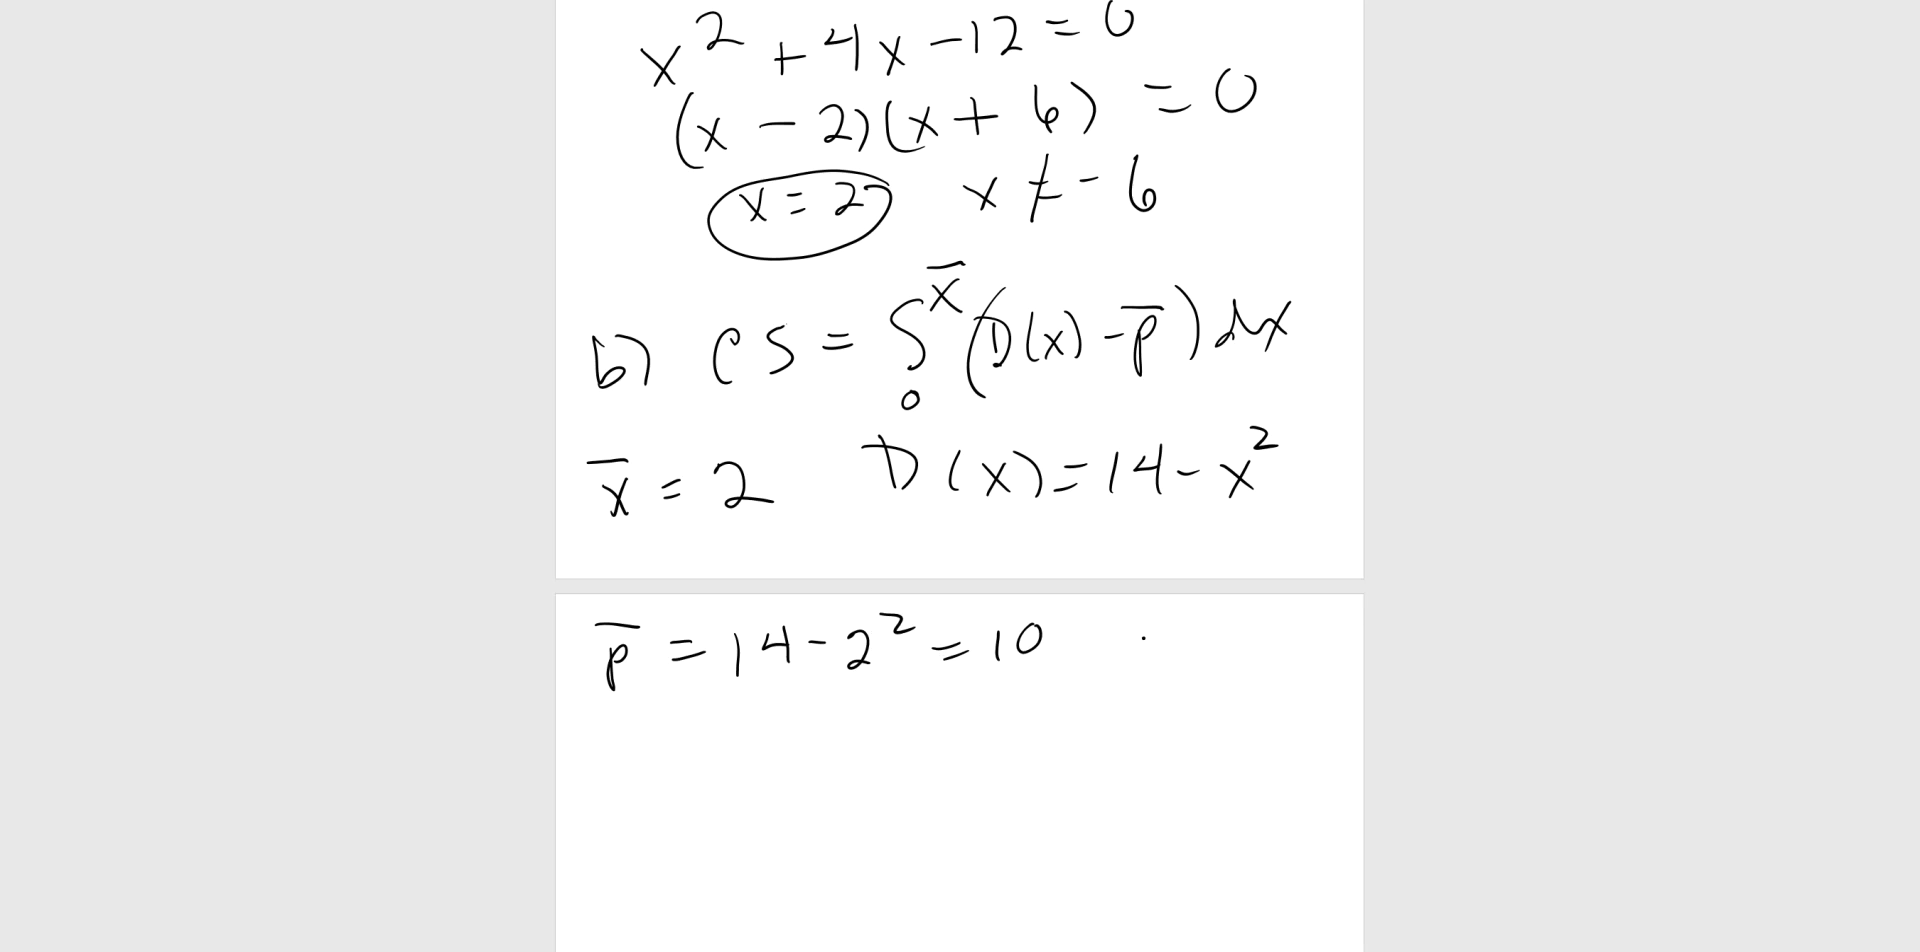 x² + 4x - 12 = 0
(x - 2)(x + 6) = 0
x = 2 x ≠ - 6
b) CS = ∫₀^x̄ (D(x) - p̄) dx
x̄ = 2 D(x) = 14 - x²
p̄ = 14 - 2² = 10